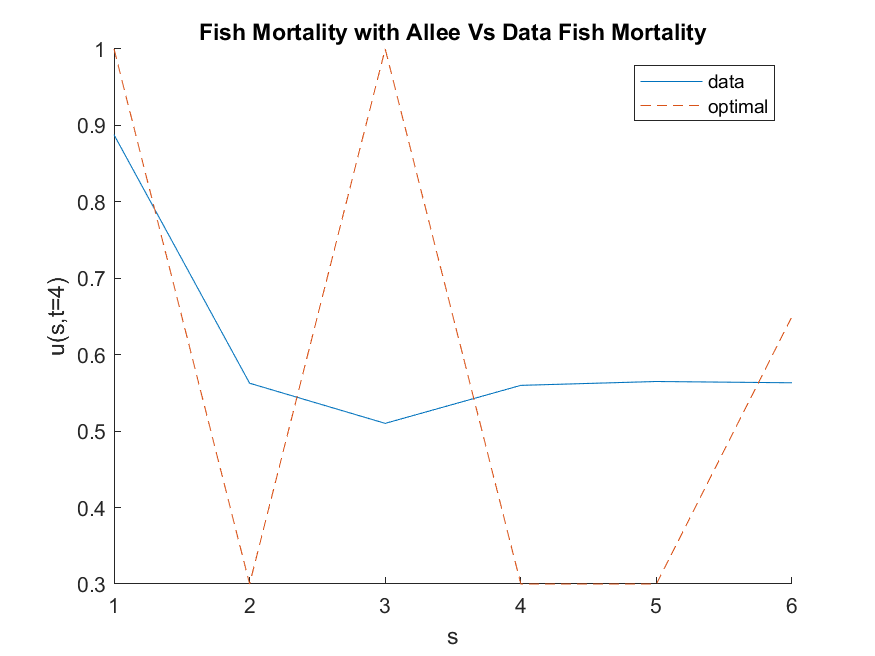 Fish Mortality with Allee Vs Data Fish Mortality
data
optimal
u(s,t=4)
1
0.9
0.8
0.7
0.6
0.5
0.4
0.3
1 2 3 4 5 6
s